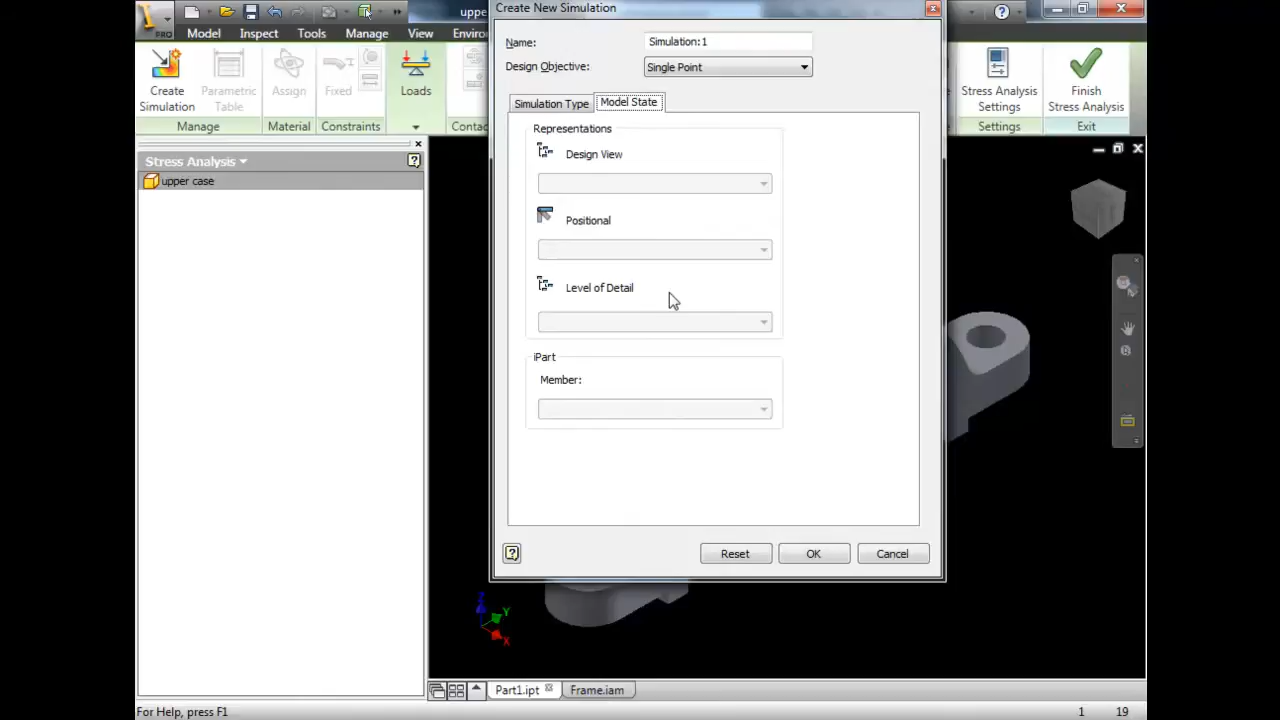 PRO
uppe
Create New Simulation
Model
Inspect
Tools
Manage
View
Create
Simulation
Parametric
Table
Assign
Fixed
Loads
Manage
Material
Constraints
Name:
Simulation:1
Design Objective:
Single Point
Simulation Type
Model State
Representations
Design View
Positional
Level of Detail
iPart
Member:
Reset
OK
Cancel
Stress Analysis
Settings
Finish
Stress Analysis
Settings
Exit
Stress Analysis
upper case
Z
Y
X
Part1.ipt
Frame.iam
For Help, press F1
1
19